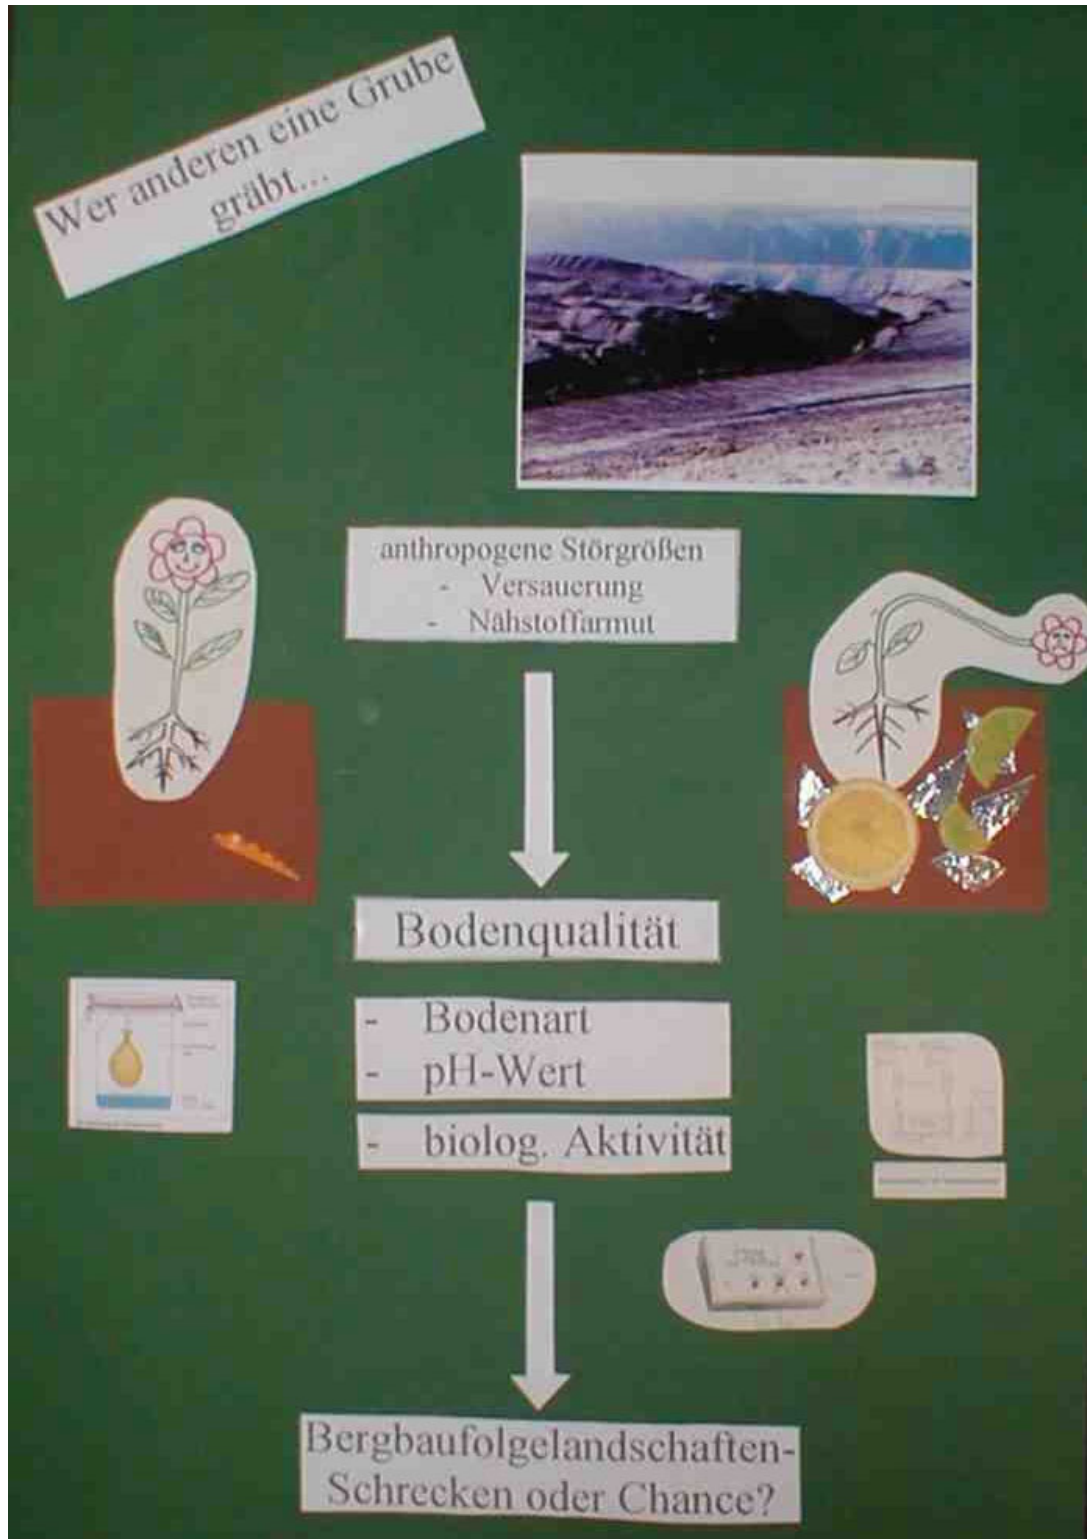 Wer anderen eine Grube
gräbt...
anthropogene Störgrößen
- Versauerung
- Nähstoffarmut
Bodenqualität
- Bodenart
- pH-Wert
- biolog. Aktivität
Bergbaufolgelandschaften-
Schrecken oder Chance?